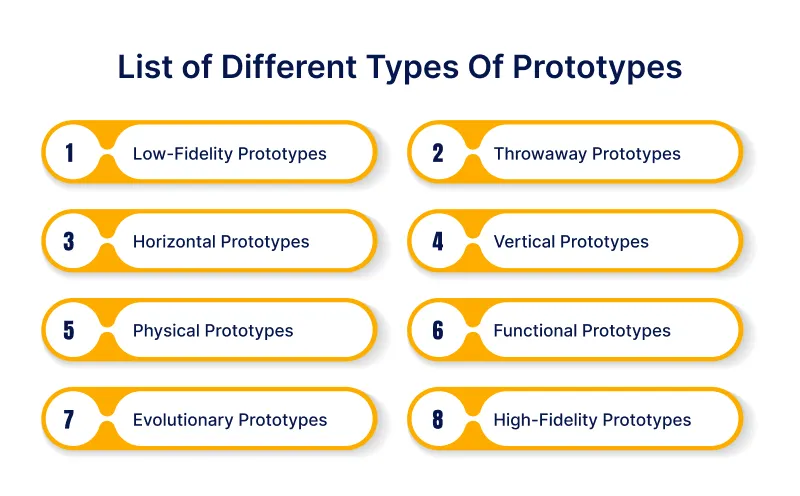 List of Different Types Of Prototypes
1 Low-Fidelity Prototypes
2 Throwaway Prototypes
3 Horizontal Prototypes
4 Vertical Prototypes
5 Physical Prototypes
6 Functional Prototypes
7 Evolutionary Prototypes
8 High-Fidelity Prototypes